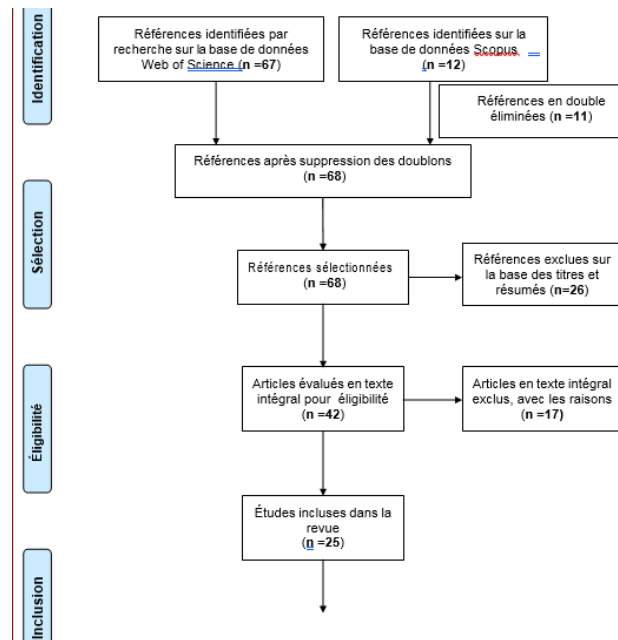 Identification
Références identifiées par
recherche sur la base de données
Web of Science (n =67)
Références identifiées sur la
base de données Scopus
(n =12)
Références en double
éliminées (n =11)
Références après suppression des doublons
(n =68)
Sélection
Références sélectionnées
(n =68)
Références exclues sur
la base des titres et
résumés (n=26)
Éligibilité
Articles évalués en texte
intégral pour éligibilité
(n =42)
Articles en texte intégral
exclus, avec les raisons
(n =17)
Études incluses dans la
revue
(n =25)
Inclusion